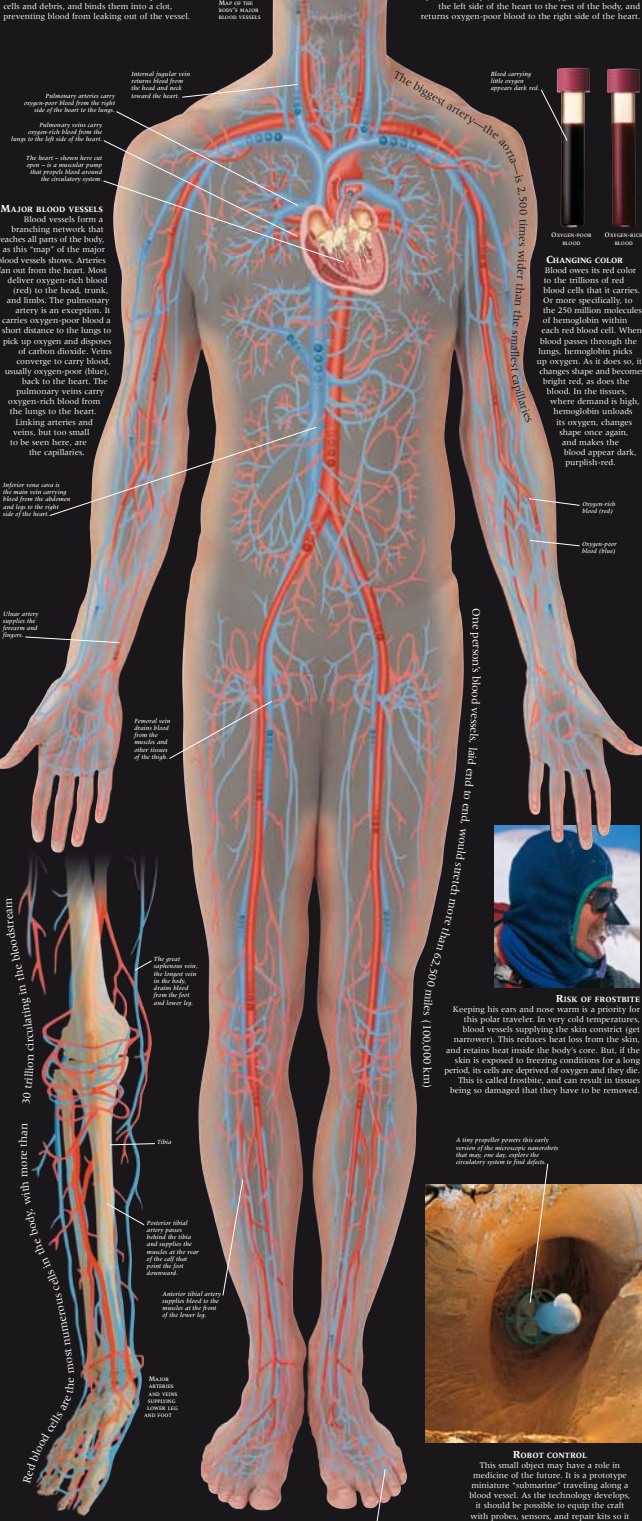 cells and debris, and binds them into a clot,
preventing blood from leaking out of the vessel.
MAP OF THE
BODY'S MAJOR
BLOOD VESSELS
the left side of the heart to the rest of the body, and
returns oxygen-poor blood to the right side of the heart.
Internal jugular vein
returns blood from
the head and neck
toward the heart.
Pulmonary arteries carry
oxygen-poor blood from the right
side of the heart to the lungs.
Pulmonary veins carry
oxygen-rich blood from the
lungs to the left side of the heart.
The heart – shown here cut
open – is a muscular pump
that propels blood around
the circulatory system.
MAJOR BLOOD VESSELS
Blood vessels form a
branching network that
reaches all parts of the body,
as this "map" of the major
blood vessels shows. Arteries
fan out from the heart. Most
deliver oxygen-rich blood
(red) to the head, trunk,
and limbs. The pulmonary
artery is an exception. It
carries oxygen-poor blood a
short distance to the lungs to
pick up oxygen and disposes
of carbon dioxide. Veins
converge to carry blood,
usually oxygen-poor (blue),
back to the heart. The
pulmonary veins carry
oxygen-rich blood from
the lungs to the heart.
Linking arteries and
veins, but too small
to be seen here, are
the capillaries.
The biggest artery—the aorta—is 2,500 times wider than the smallest capillaries
Blood carrying
little oxygen
appears dark red.
OXYGEN-POOR
BLOOD
OXYGEN-RICH
BLOOD
CHANGING COLOR
Blood owes its red color
to the trillions of red
blood cells that it carries.
Or more specifically, to
the 250 million molecules
of hemoglobin within
each red blood cell. When
blood passes through the
lungs, hemoglobin picks
up oxygen. As it does so, it
changes shape and becomes
bright red, as does the
blood. In the tissues,
where demand is high,
hemoglobin unloads
its oxygen, changes
shape once again,
and makes the
blood appear dark,
purplish-red.
Inferior vena cava is
the main vein carrying
blood from the abdomen
and legs to the right
side of the heart.
Oxygen-rich
blood (red)
Oxygen-poor
blood (blue)
Ulnar artery
supplies the
forearm and
fingers.
Femoral vein
drains blood
from the
muscles and
other tissues
of the thigh.
One person's blood vessels, laid end to end, would stretch more than 62,500 miles (100,000 km)
RISK OF FROSTBITE
Keeping his ears and nose warm is a priority for
this polar traveler. In very cold temperatures,
blood vessels supplying the skin constrict (get
narrower). This reduces heat loss from the skin,
and retains heat inside the body's core. But, if the
skin is exposed to freezing conditions for a long
period, its cells are deprived of oxygen and they die.
This is called frostbite, and can result in tissues
being so damaged that they have to be removed.
Red blood cells are the most numerous cells in the body, with more than 30 trillion circulating in the bloodstream
The great
saphenous vein,
the longest vein
in the body,
drains blood
from the foot
and lower leg.
Tibia
Posterior tibial
artery passes
behind the tibia
and supplies the
muscles at the rear
of the calf that
point the foot
downward.
Anterior tibial artery
supplies blood to the
muscles at the front
of the lower leg.
MAJOR
ARTERIES
AND VEINS
SUPPLYING
LOWER LEG
AND FOOT
A tiny propeller powers this early
version of the microscopic nanorobots
that may, one day, explore the
circulatory system to find defects.
ROBOT CONTROL
This small object may have a role in
medicine of the future. It is a prototype
miniature "submarine" traveling along a
blood vessel. As the technology develops,
it should be possible to equip the craft
with probes, sensors, and repair kits so it